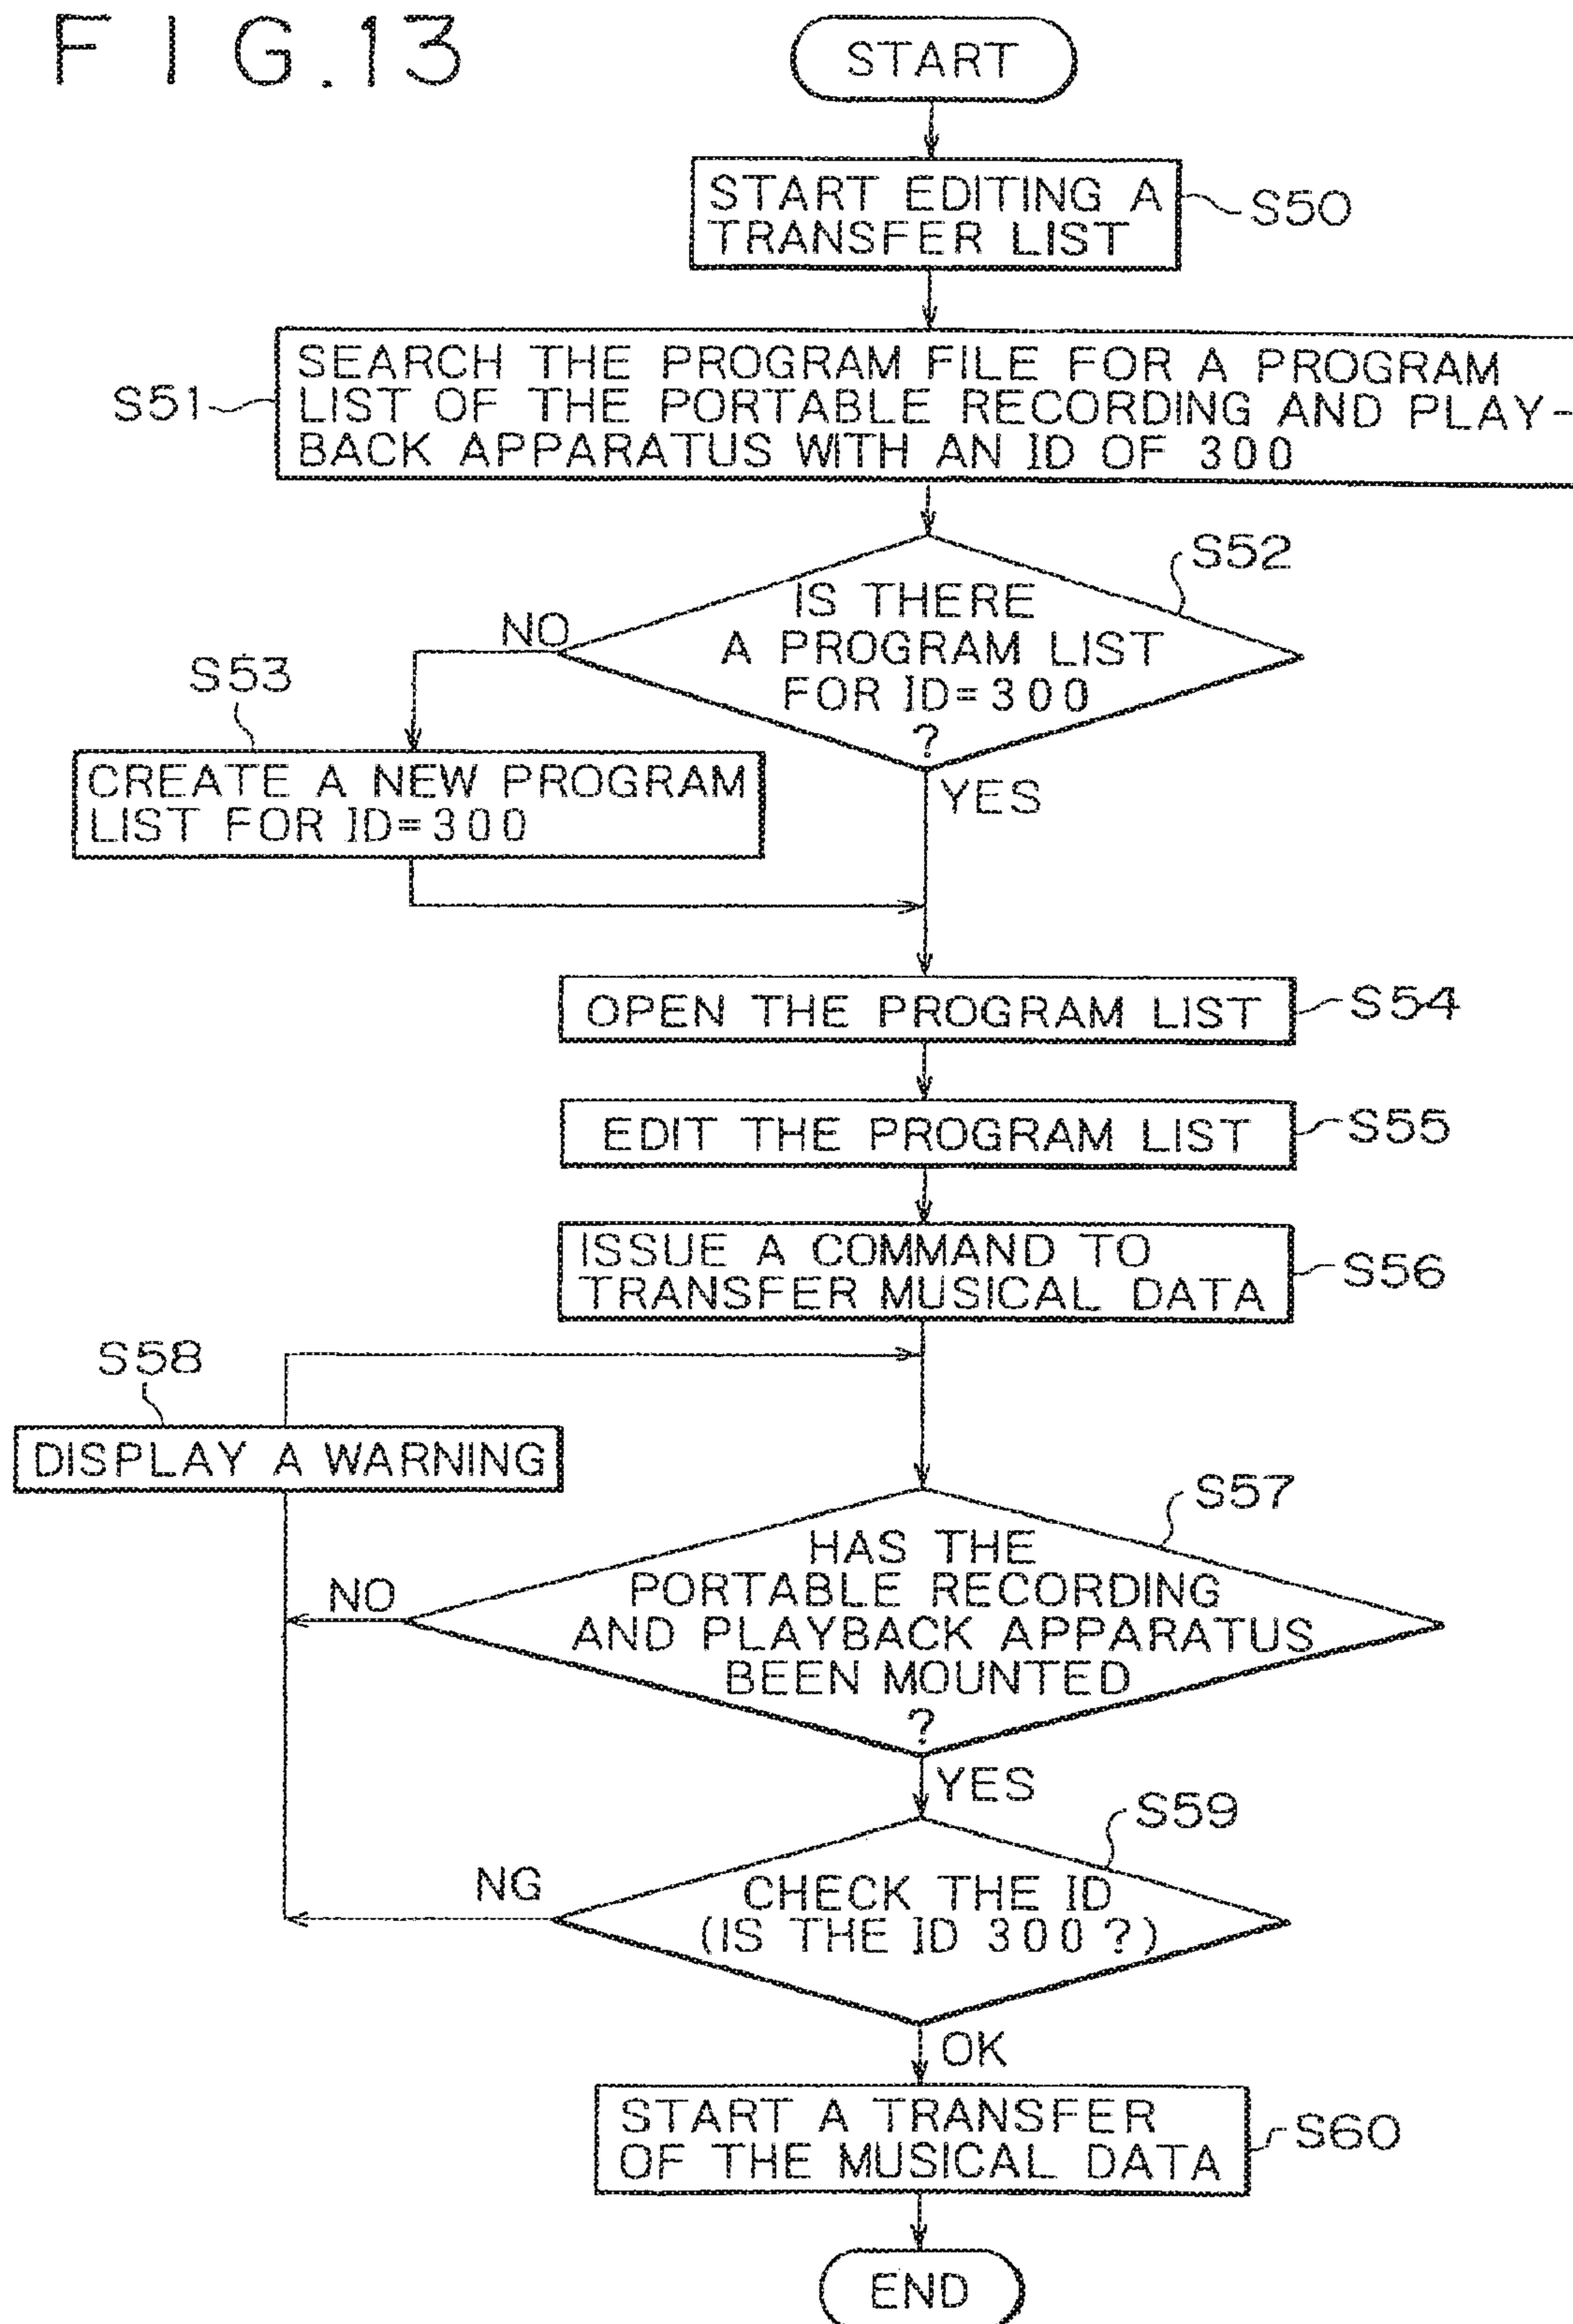 FIG.13
START
START EDITING A
TRANSFER LIST
S50
SEARCH THE PROGRAM FILE FOR A PROGRAM
LIST OF THE PORTABLE RECORDING AND PLAY-
BACK APPARATUS WITH AN ID OF 300
S51
S52
IS THERE
A PROGRAM LIST
FOR ID=300
?
NO
YES
S53
CREATE A NEW PROGRAM
LIST FOR ID=300
OPEN THE PROGRAM LIST
S54
EDIT THE PROGRAM LIST
S55
ISSUE A COMMAND TO
TRANSFER MUSICAL DATA
S56
S58
DISPLAY A WARNING
S57
HAS THE
PORTABLE RECORDING
AND PLAYBACK APPARATUS
BEEN MOUNTED
?
NO
YES
S59
CHECK THE ID
(IS THE ID 300?)
NG
OK
START A TRANSFER
OF THE MUSICAL DATA
S60
END